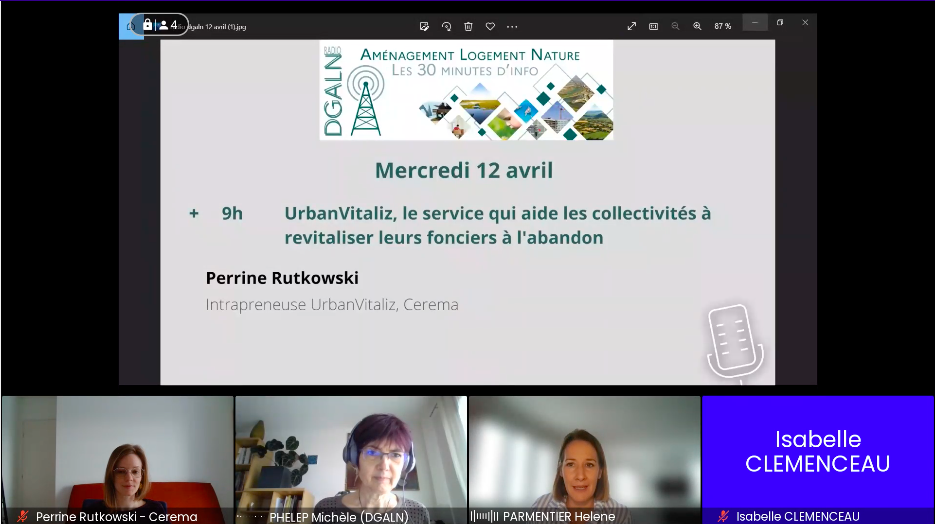 4
dgaln 12 avril (1).jpg
87 %
RADIO
DGALN
AMÉNAGEMENT LOGEMENT NATURE
LES 30 MINUTES D'INFO
Mercredi 12 avril
+ 9h UrbanVitaliz, le service qui aide les collectivités à
revitaliser leurs fonciers à l'abandon
Perrine Rutkowski
Intrapreneuse UrbanVitaliz, Cerema
Isabelle
CLEMENCEAU
Perrine Rutkowski - Cerema
PHELEP Michèle (DGALN)
PARMENTIER Helene
Isabelle CLEMENCEAU